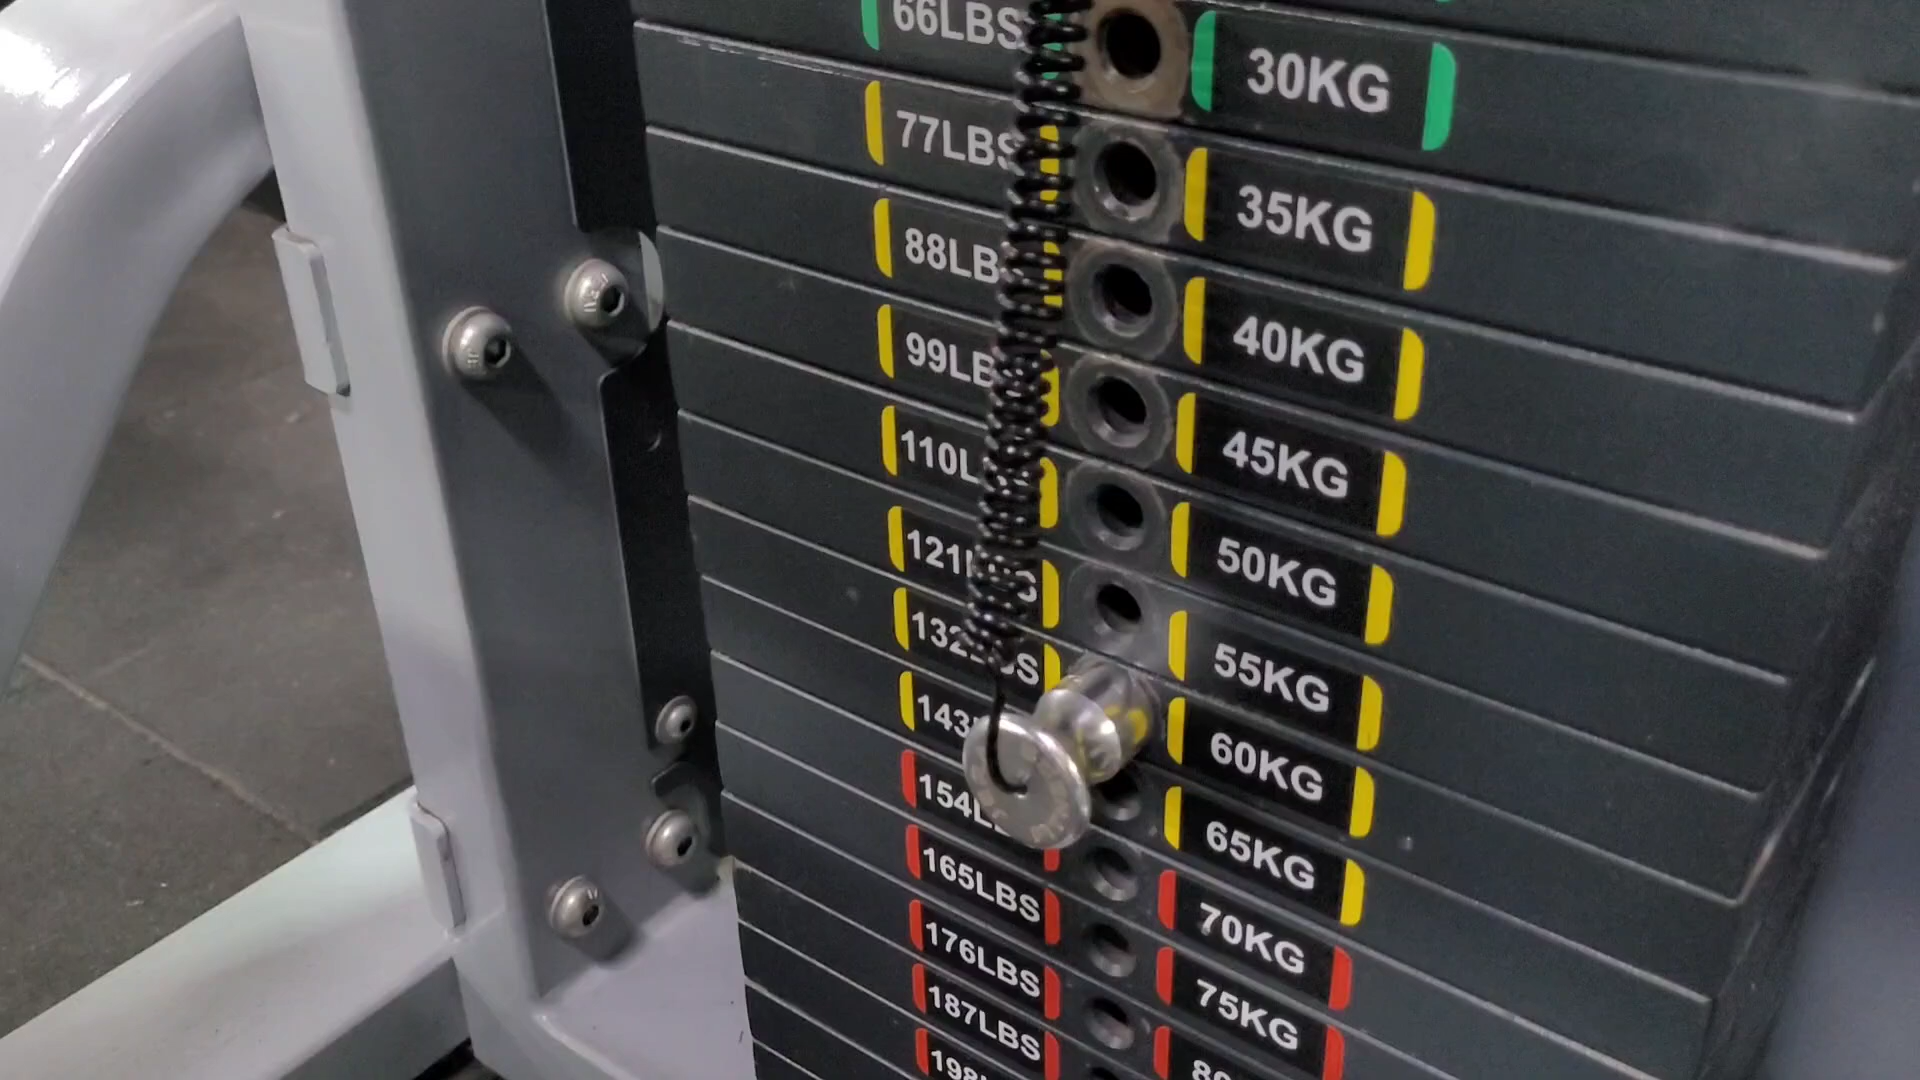 66LBS 30KG
77LBS 35KG
88LB 40KG
99LB 45KG
110L 50KG
121 S 55KG
132 S 60KG
143 65KG
154L 70KG
165LBS 75KG
176LBS
187LBS
198